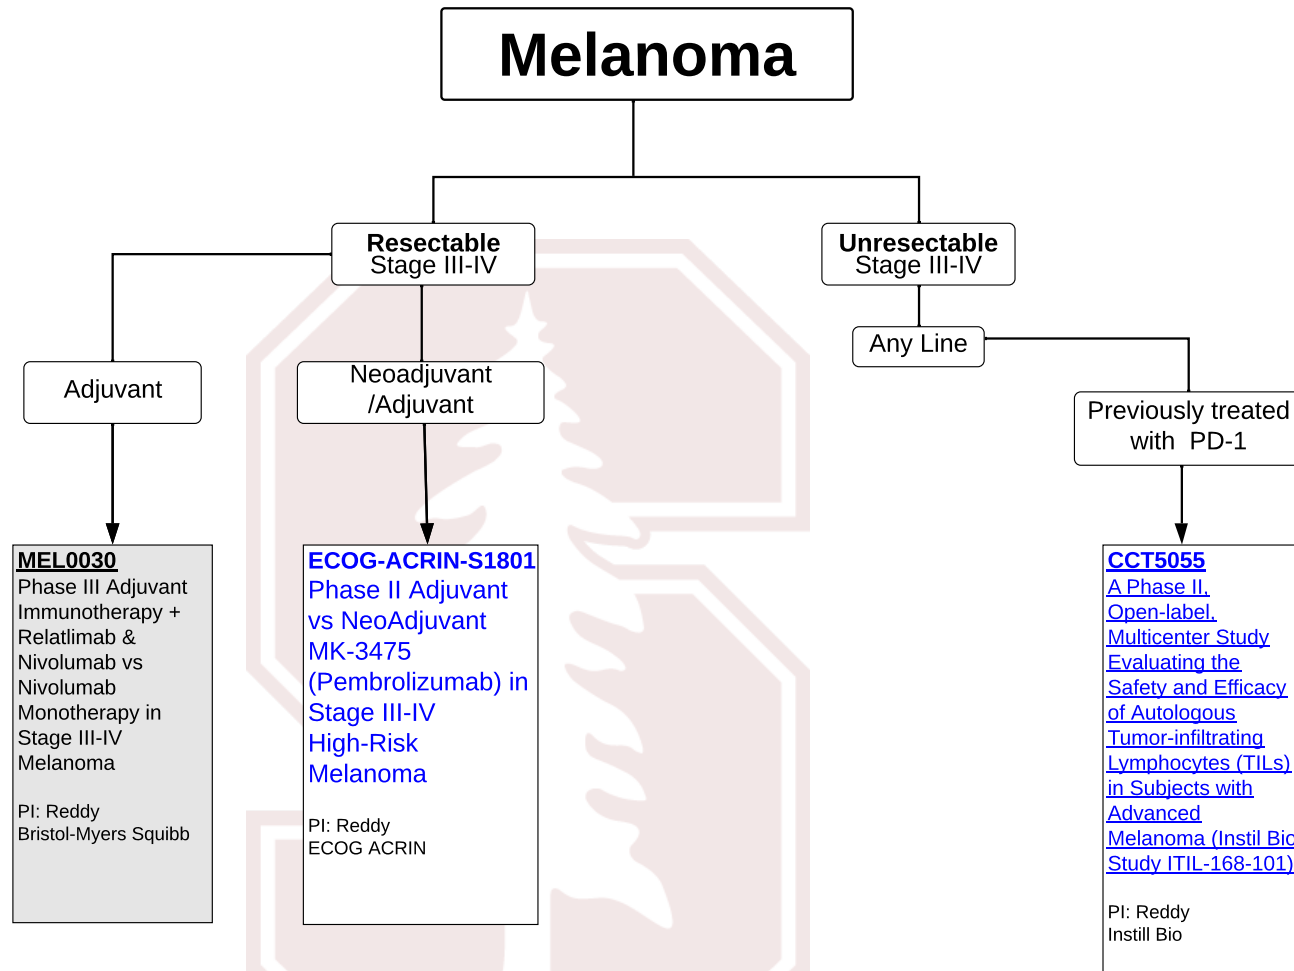 Melanoma
Resectable
Stage III-IV
Unresectable
Stage III-IV
Any Line
Adjuvant
Neoadjuvant
/Adjuvant
Previously treated
with PD-1
MEL0030
Phase III Adjuvant
Immunotherapy +
Relatlimab &
Nivolumab vs
Nivolumab
Monotherapy in
Stage III-IV
Melanoma
PI: Reddy
Bristol-Myers Squibb
ECOG-ACRIN-S1801
Phase II Adjuvant
vs NeoAdjuvant
MK-3475
(Pembrolizumab) in
Stage III-IV
High-Risk
Melanoma
PI: Reddy
ECOG ACRIN
CCT5055
A Phase II,
Open-label,
Multicenter Study
Evaluating the
Safety and Efficacy
of Autologous
Tumor-infiltrating
Lymphocytes (TILs)
in Subjects with
Advanced
Melanoma (Instil Bio
Study ITIL-168-101)
PI: Reddy
Instill Bio